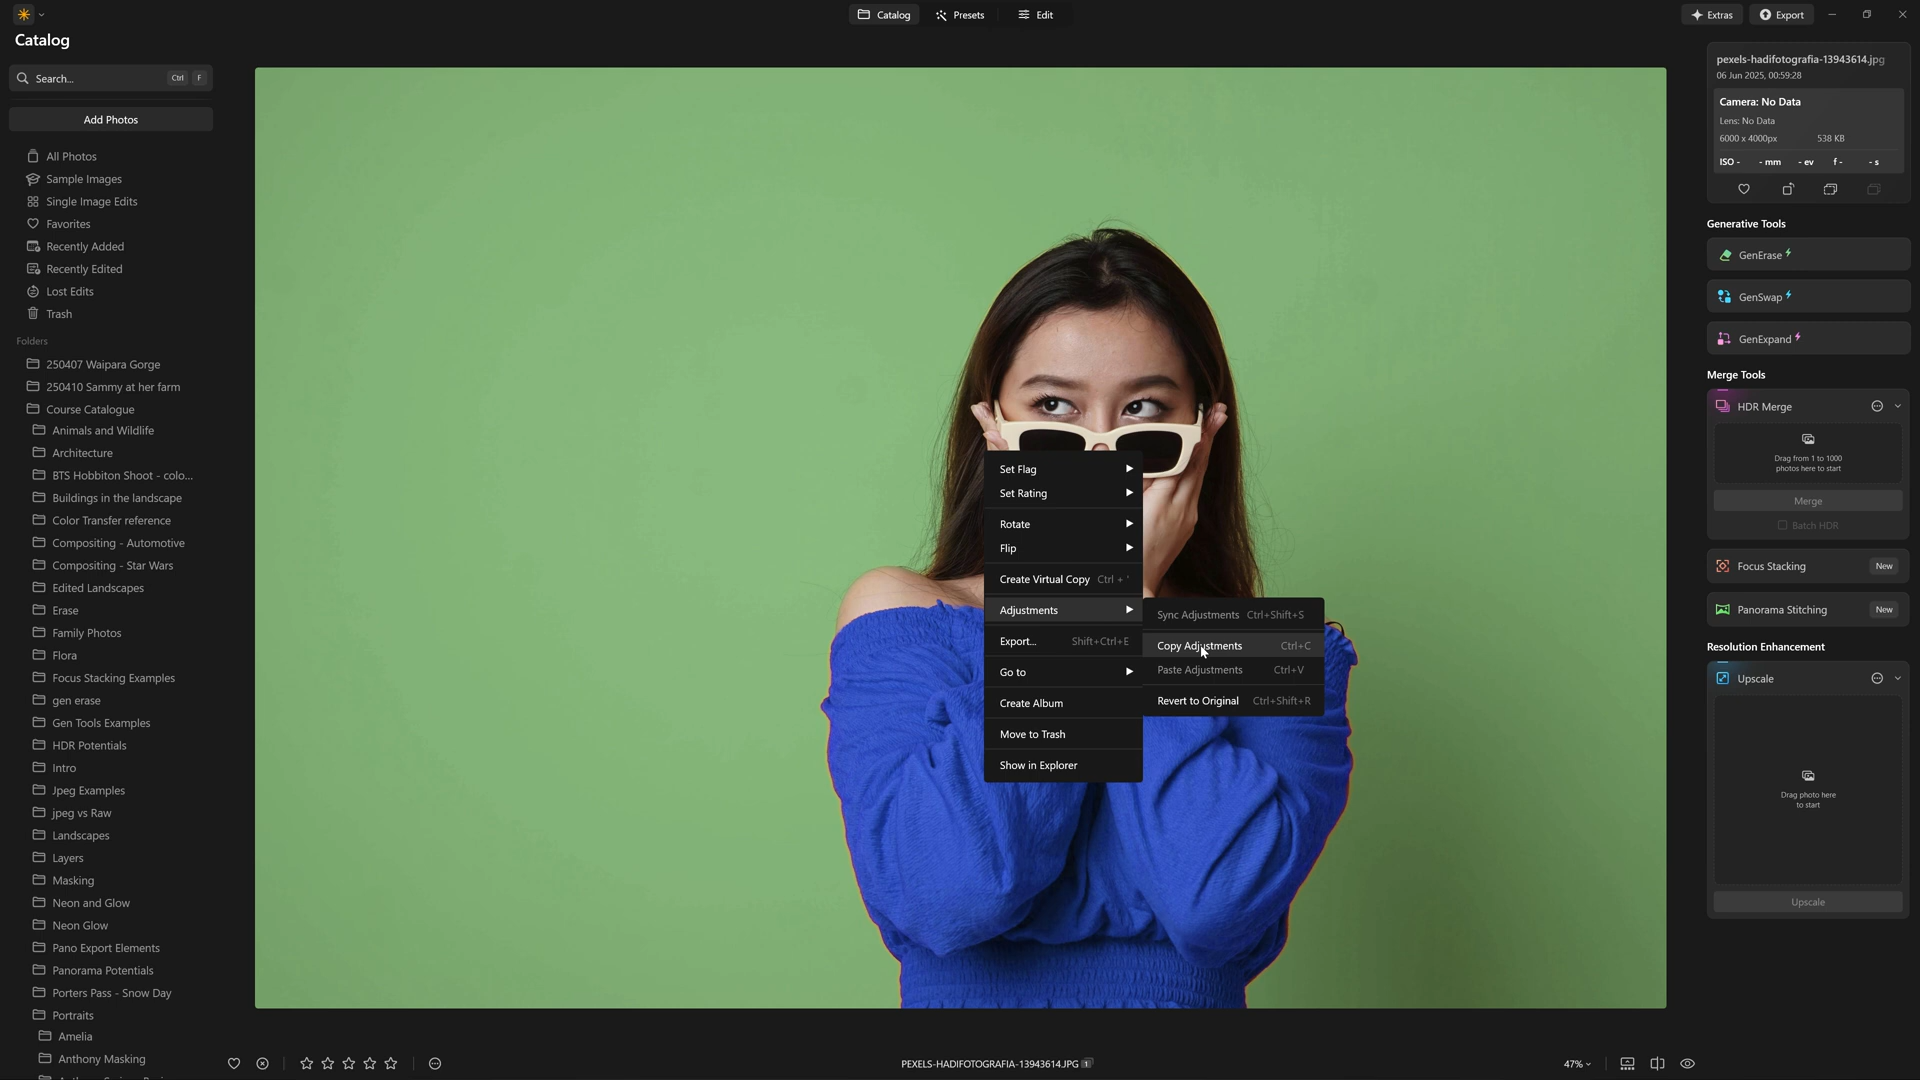 Catalog
Presets
Edit
Extras
Export
Catalog
Search...
Ctrl
F
Add Photos
All Photos
Sample Images
Single Image Edits
Favorites
Recently Added
Recently Edited
Lost Edits
Trash
Folders
250407 Waipara Gorge
250410 Sammy at her farm
Course Catalogue
Animals and Wildlife
Architecture
BTS Hobbiton Shoot - colo...
Buildings in the landscape
Color Transfer reference
Compositing - Automotive
Compositing - Star Wars
Edited Landscapes
Erase
Family Photos
Flora
Focus Stacking Examples
gen erase
Gen Tools Examples
HDR Potentials
Intro
Jpeg Examples
jpeg vs Raw
Landscapes
Layers
Masking
Neon and Glow
Neon Glow
Pano Export Elements
Panorama Potentials
Porters Pass - Snow Day
Portraits
Amelia
Anthony Masking
Set Flag
Set Rating
Rotate
Flip
Create Virtual Copy Ctrl + '
Adjustments
Export... Shift+Ctrl+E
Go to
Create Album
Move to Trash
Show in Explorer
Sync Adjustments Ctrl+Shift+S
Copy Adjustments Ctrl+C
Paste Adjustments Ctrl+V
Revert to Original Ctrl+Shift+R
PEXELS-HADIFOTOGRAFIA-13943614.JPG 1
47%
pexels-hadifotografia-13943614.jpg
06 Jun 2025, 00:59:28
Camera: No Data
Lens: No Data
6000 x 4000px 538 KB
ISO - - mm - ev f - - s
Generative Tools
GenErase
GenSwap
GenExpand
Merge Tools
HDR Merge
Drag from 1 to 1000
photos here to start
Merge
Batch HDR
Focus Stacking New
Panorama Stitching New
Resolution Enhancement
Upscale
Drag photo here
to start
Upscale